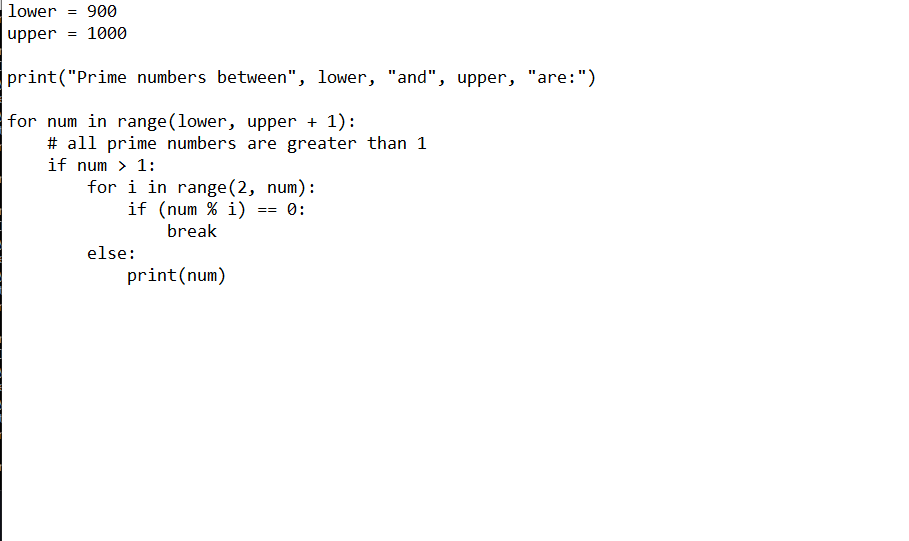 lower = 900
upper = 1000
print("Prime numbers between", lower, "and", upper, "are:")
for num in range(lower, upper + 1):
    # all prime numbers are greater than 1
    if num > 1:
        for i in range(2, num):
            if (num % i) == 0:
                break
        else:
            print(num)